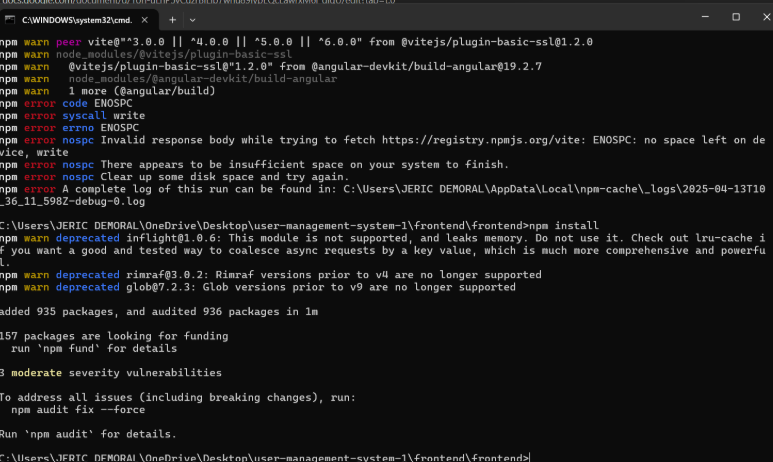 C:\WINDOWS\system32\cmd.
npm warn peer vite@"^3.0.0 || ^4.0.0 || ^5.0.0 || ^6.0.0" from @vitejs/plugin-basic-ssl@1.2.0
npm warn node_modules/@vitejs/plugin-basic-ssl
npm warn   @vitejs/plugin-basic-ssl@"1.2.0" from @angular-devkit/build-angular@19.2.7
npm warn   node_modules/@angular-devkit/build-angular
npm warn   1 more (@angular/build)
npm error code ENOSPC
npm error syscall write
npm error errno ENOSPC
npm error nospc Invalid response body while trying to fetch https://registry.npmjs.org/vite: ENOSPC: no space left on de
vice, write
npm error nospc There appears to be insufficient space on your system to finish.
npm error nospc Clear up some disk space and try again.
npm error A complete log of this run can be found in: C:\Users\JERIC DEMORAL\AppData\Local\npm-cache\_logs\2025-04-13T10
_36_11_598Z-debug-0.log
C:\Users\JERIC DEMORAL\OneDrive\Desktop\user-management-system-1\frontend\frontend>npm install
npm warn deprecated inflight@1.0.6: This module is not supported, and leaks memory. Do not use it. Check out lru-cache i
f you want a good and tested way to coalesce async requests by a key value, which is much more comprehensive and powerfu
l.
npm warn deprecated rimraf@3.0.2: Rimraf versions prior to v4 are no longer supported
npm warn deprecated glob@7.2.3: Glob versions prior to v9 are no longer supported
added 935 packages, and audited 936 packages in 1m
157 packages are looking for funding
  run `npm fund` for details
3 moderate severity vulnerabilities
To address all issues (including breaking changes), run:
  npm audit fix --force
Run `npm audit` for details.
C:\Users\JERIC DEMORAL\OneDrive\Desktop\user-management-system-1\frontend\frontend>